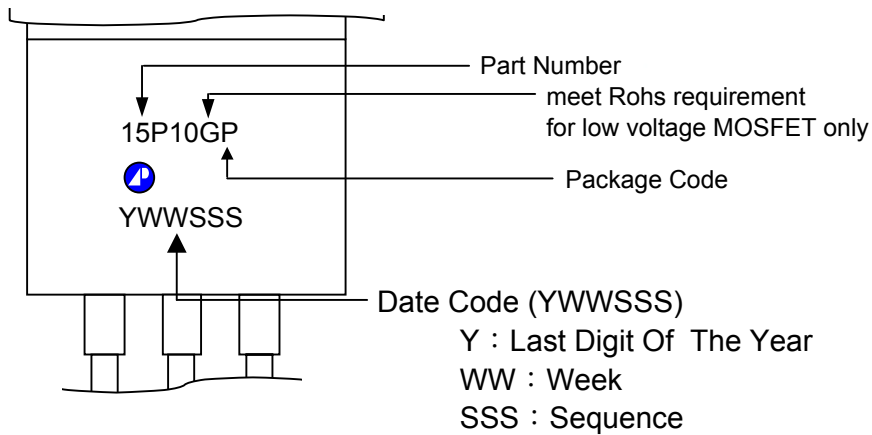 Part Number
meet Rohs requirement
for low voltage MOSFET only
15P10GP
Package Code
YWWSSS
Date Code (YWWSSS)
Y：Last Digit Of The Year
WW：Week
SSS：Sequence